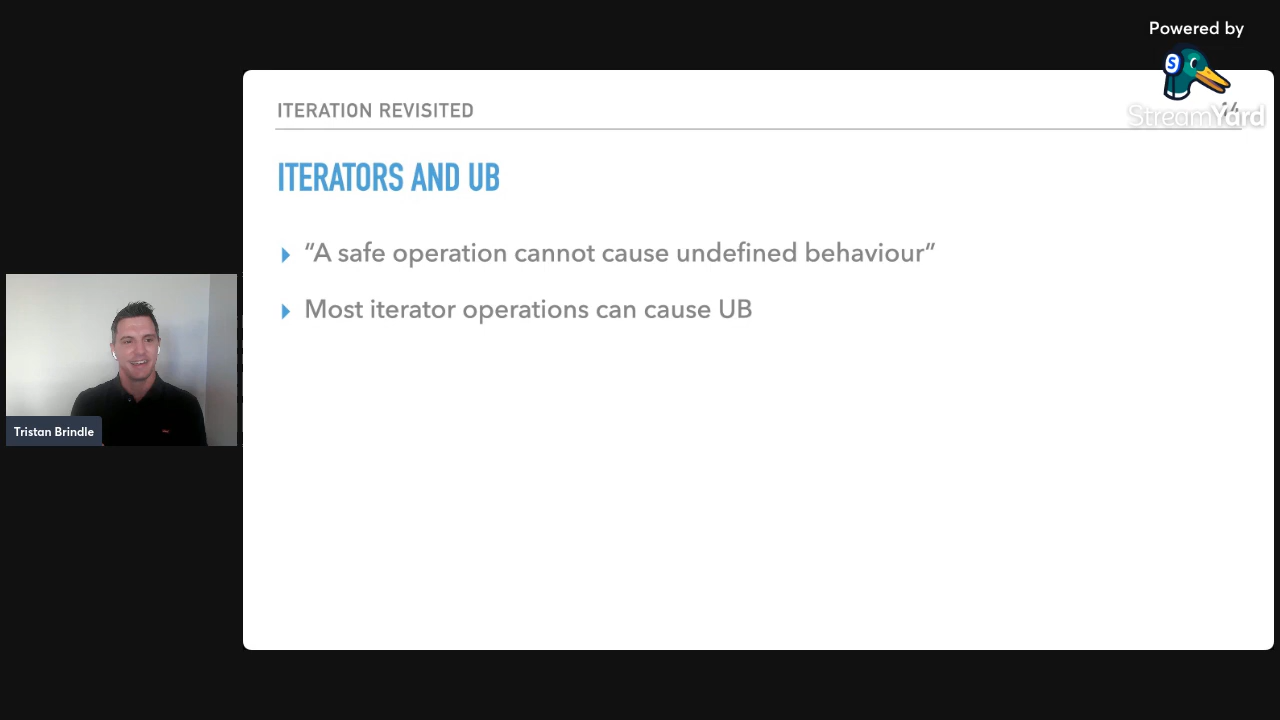 Powered by
StreamYard
ITERATION REVISITED
ITERATORS AND UB
“A safe operation cannot cause undefined behaviour”
Most iterator operations can cause UB
Tristan Brindle